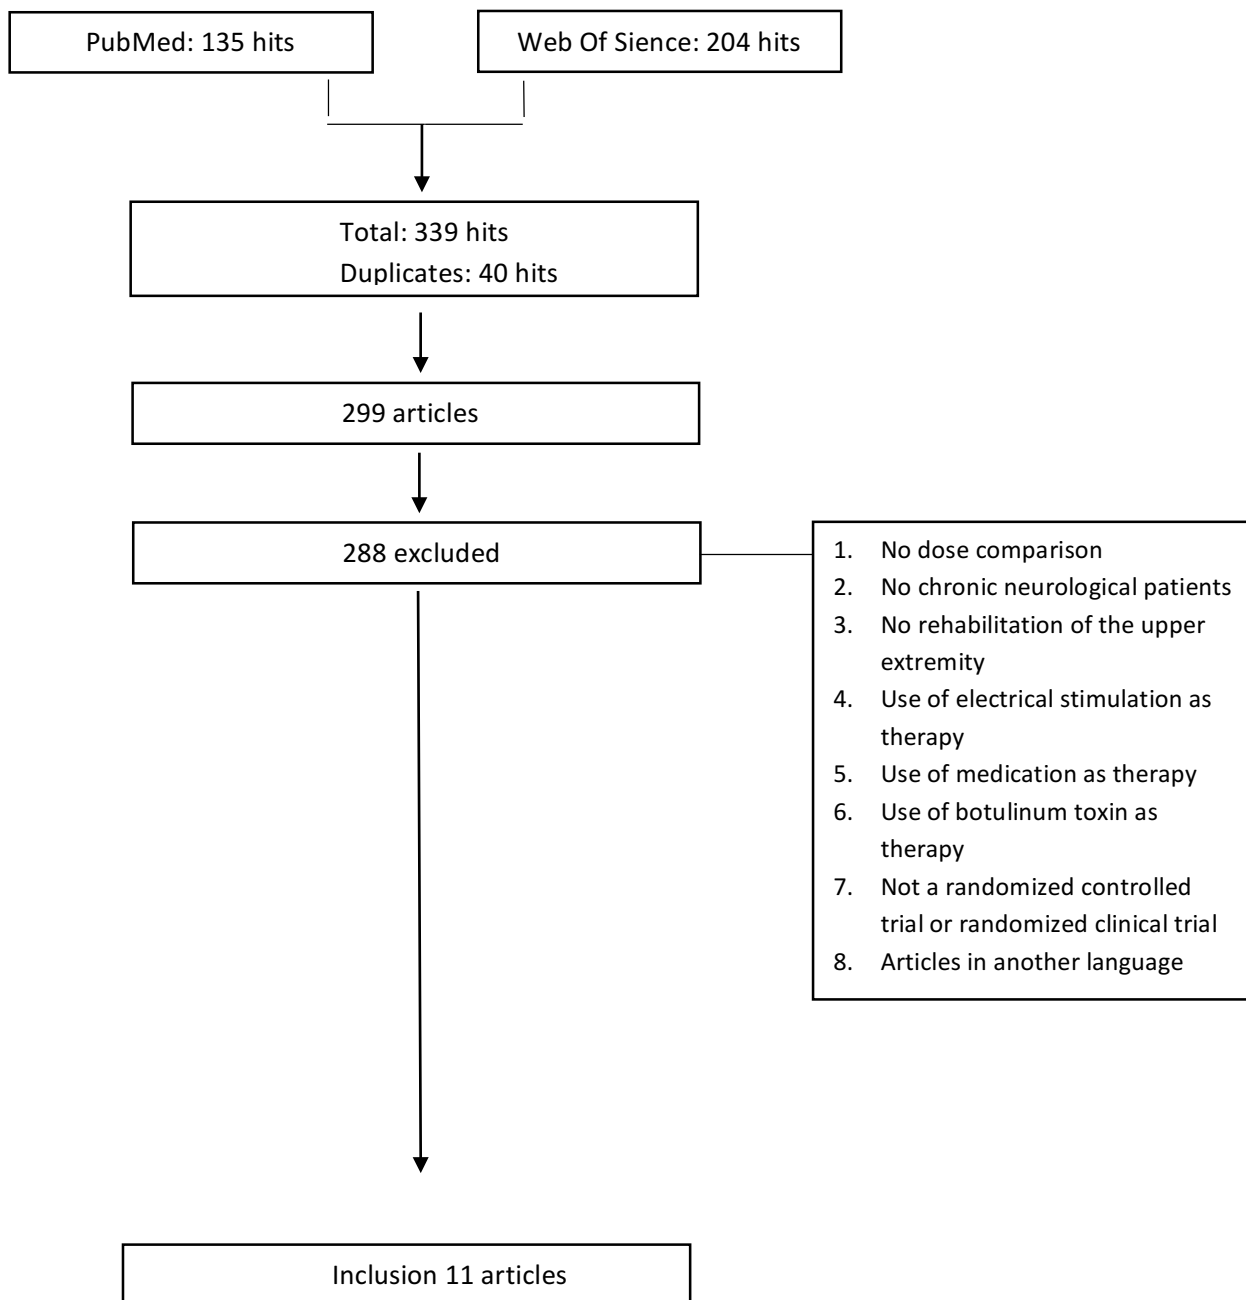 PubMed: 135 hits
Web Of Sience: 204 hits
Total: 339 hits
Duplicates: 40 hits
299 articles
288 excluded
1. No dose comparison
2. No chronic neurological patients
3. No rehabilitation of the upper
extremity
4. Use of electrical stimulation as
therapy
5. Use of medication as therapy
6. Use of botulinum toxin as
therapy
7. Not a randomized controlled
trial or randomized clinical trial
8. Articles in another language
Inclusion 11 articles